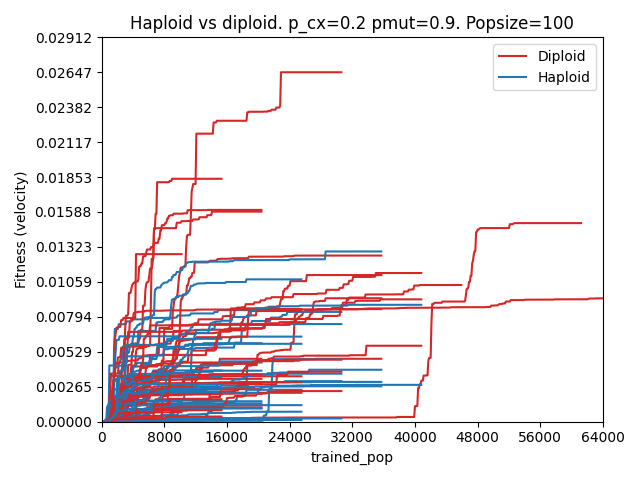 Haploid vs diploid. p_cx=0.2 pmut=0.9. Popsize=100
Diploid
Haploid
0.02912
0.02647
0.02382
0.02117
0.01853
0.01588
0.01323
0.01059
0.00794
0.00529
0.00265
0.00000
Fitness (velocity)
0 8000 16000 24000 32000 40000 48000 56000 64000
trained_pop